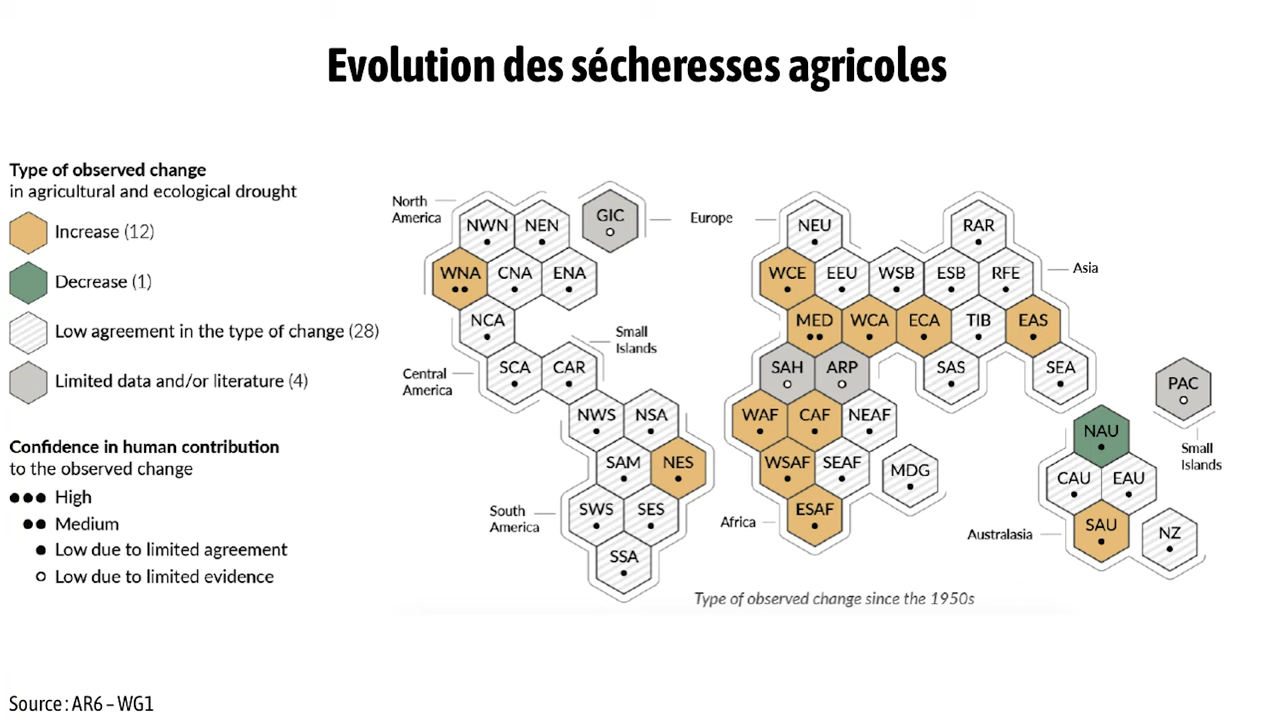 Evolution des sécheresses agricoles
Type of observed change
in agricultural and ecological drought
Increase (12)
Decrease (1)
Low agreement in the type of change (28)
Limited data and/or literature (4)
Confidence in human contribution
to the observed change
●●● High
●● Medium
● Low due to limited agreement
○ Low due to limited evidence
North
America
NWN
NEN
GIC
WNA
CNA
ENA
NCA
Small
Islands
Central
America
SCA
CAR
NWS
NSA
SAM
NES
South
America
SWS
SES
SSA
Europe
NEU
RAR
WCE
EEU
WSB
ESB
RFE
Asia
MED
WCA
ECA
TIB
EAS
SAH
ARP
SAS
SEA
WAF
CAF
NEAF
WSAF
SEAF
MDG
Africa
ESAF
PAC
Small
Islands
NAU
CAU
EAU
Australasia
SAU
NZ
Type of observed change since the 1950s
Source : AR6 – WG1